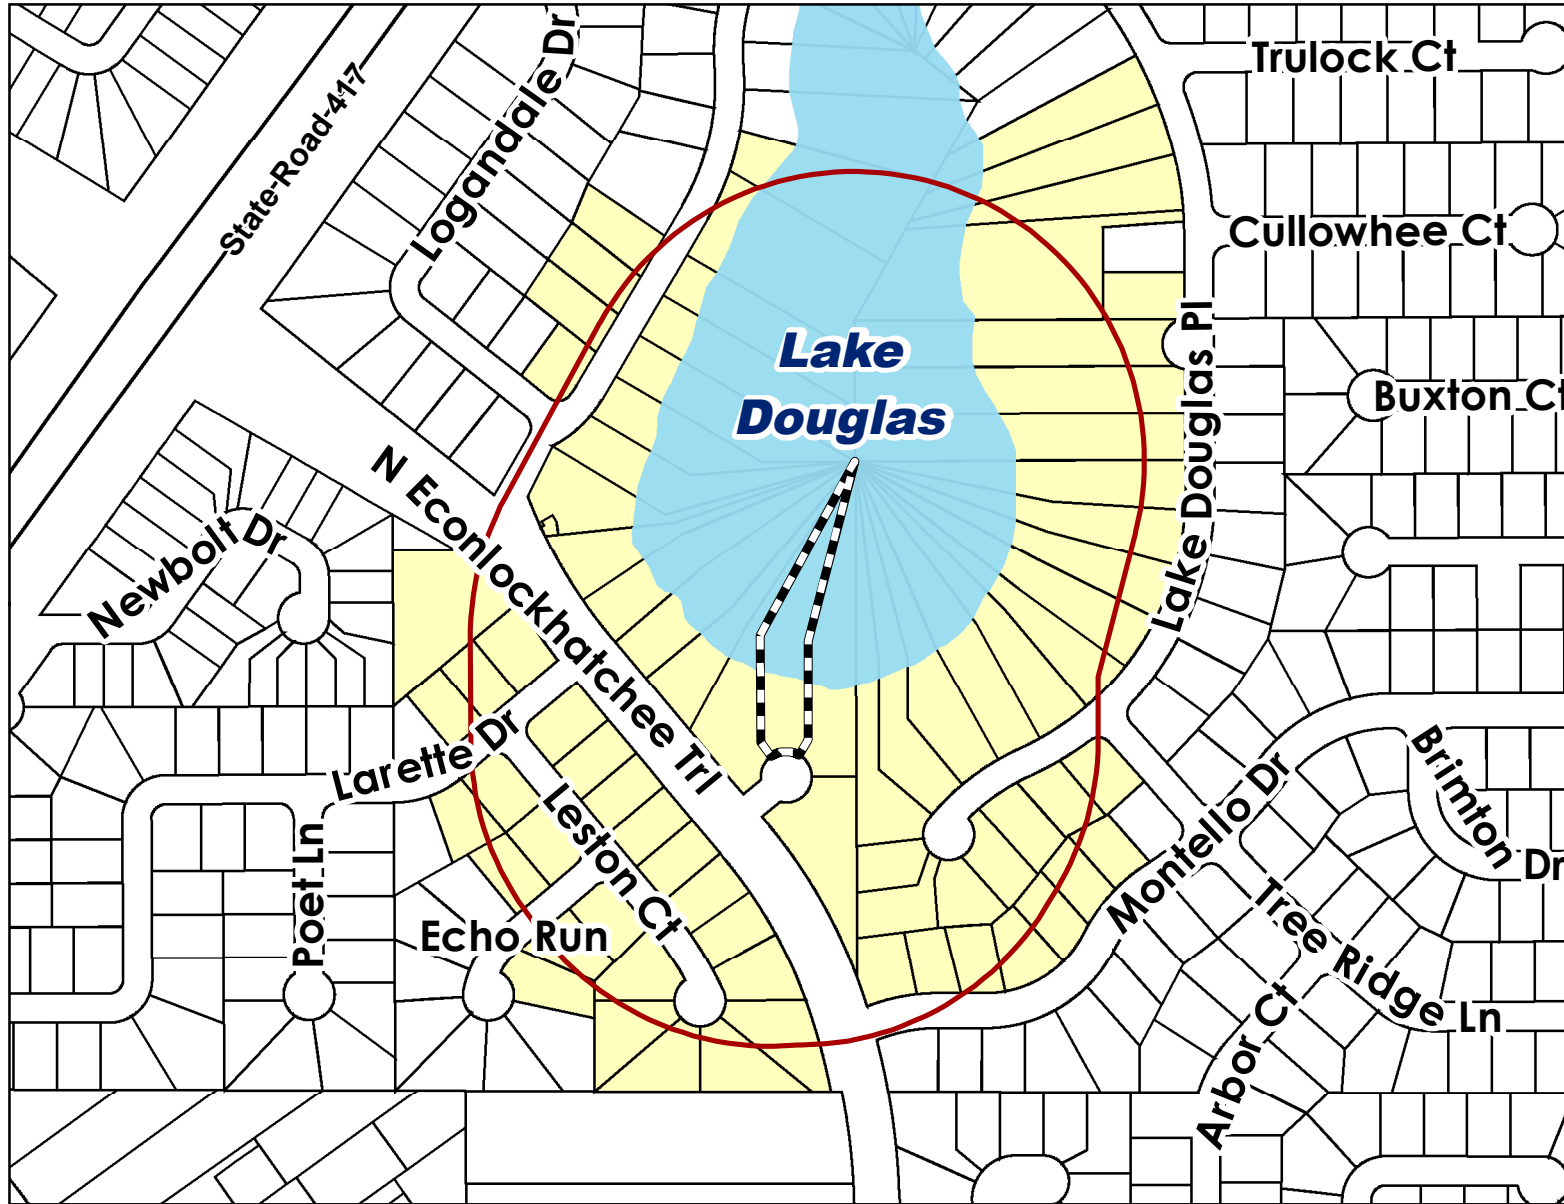 Trulock Ct
Logandale Dr
State-Road-417
Cullowhee Ct
Lake
Douglas
Lake Douglas Pl
Buxton Ct
N Econlockhatchee Trl
Newbolt Dr
Larette Dr
Leston Ct
Poet Ln
Echo Run
Montello Dr
Brimton Dr
Tree Ridge Ln
Arbor Ct